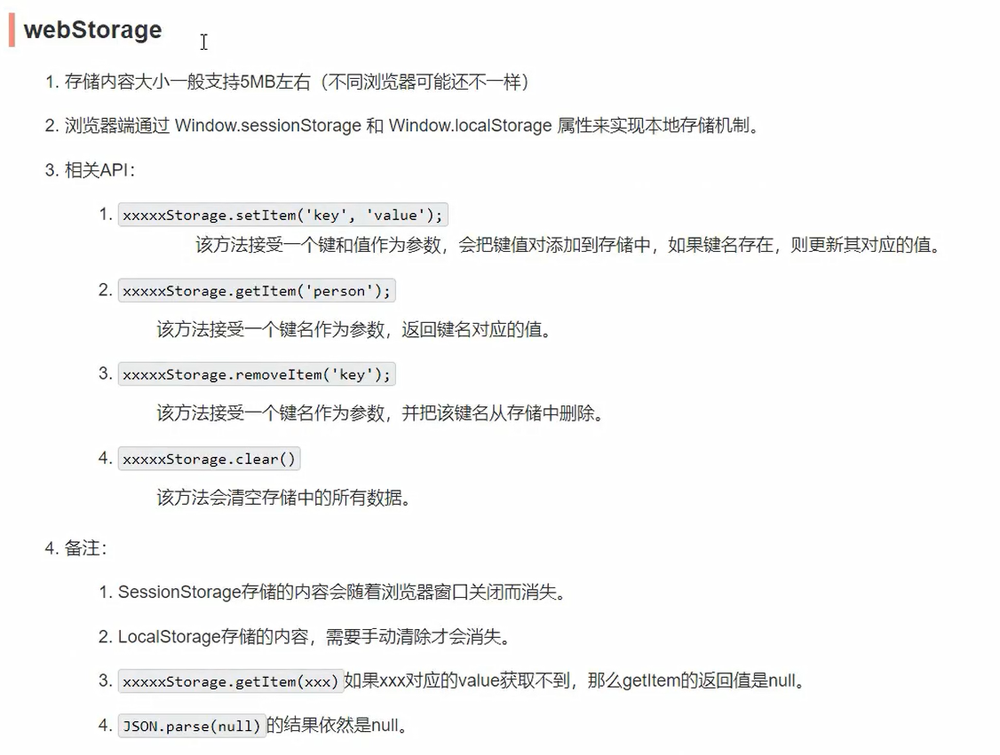 webStorage
1. 存储内容大小一般支持5MB左右（不同浏览器可能还不一样）
2. 浏览器端通过 Window.sessionStorage 和 Window.localStorage 属性来实现本地存储机制。
3. 相关API：
1. xxxxxStorage.setItem('key', 'value');
该方法接受一个键和值作为参数，会把键值对添加到存储中，如果键名存在，则更新其对应的值。
2. xxxxxStorage.getItem('person');
该方法接受一个键名作为参数，返回键名对应的值。
3. xxxxxStorage.removeItem('key');
该方法接受一个键名作为参数，并把该键名从存储中删除。
4. xxxxxStorage.clear()
该方法会清空存储中的所有数据。
4. 备注：
1. SessionStorage存储的内容会随着浏览器窗口关闭而消失。
2. LocalStorage存储的内容，需要手动清除才会消失。
3. xxxxxStorage.getItem(xxx)如果xxx对应的value获取不到，那么getItem的返回值是null。
4. JSON.parse(null)的结果依然是null。